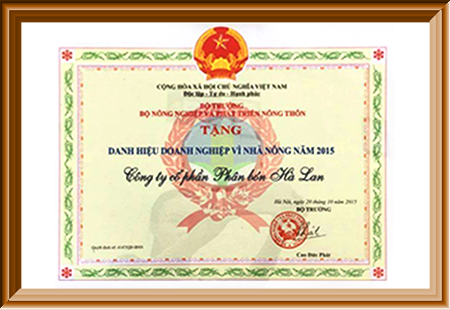 CỘNG HÒA XÃ HỘI CHỦ NGHĨA VIỆT NAM
Độc lập - Tự do - Hạnh phúc
BỘ TRƯỞNG
BỘ NÔNG NGHIỆP VÀ PHÁT TRIỂN NÔNG THÔN
TẶNG
DANH HIỆU DOANH NGHIỆP VÌ NHÀ NÔNG NĂM 2015
Công ty cổ phần Phân bón Hà Lan
Hà Nội, ngày 20 tháng 10 năm 2015
BỘ TRƯỞNG
Quyết định số
Cao Đức Phát